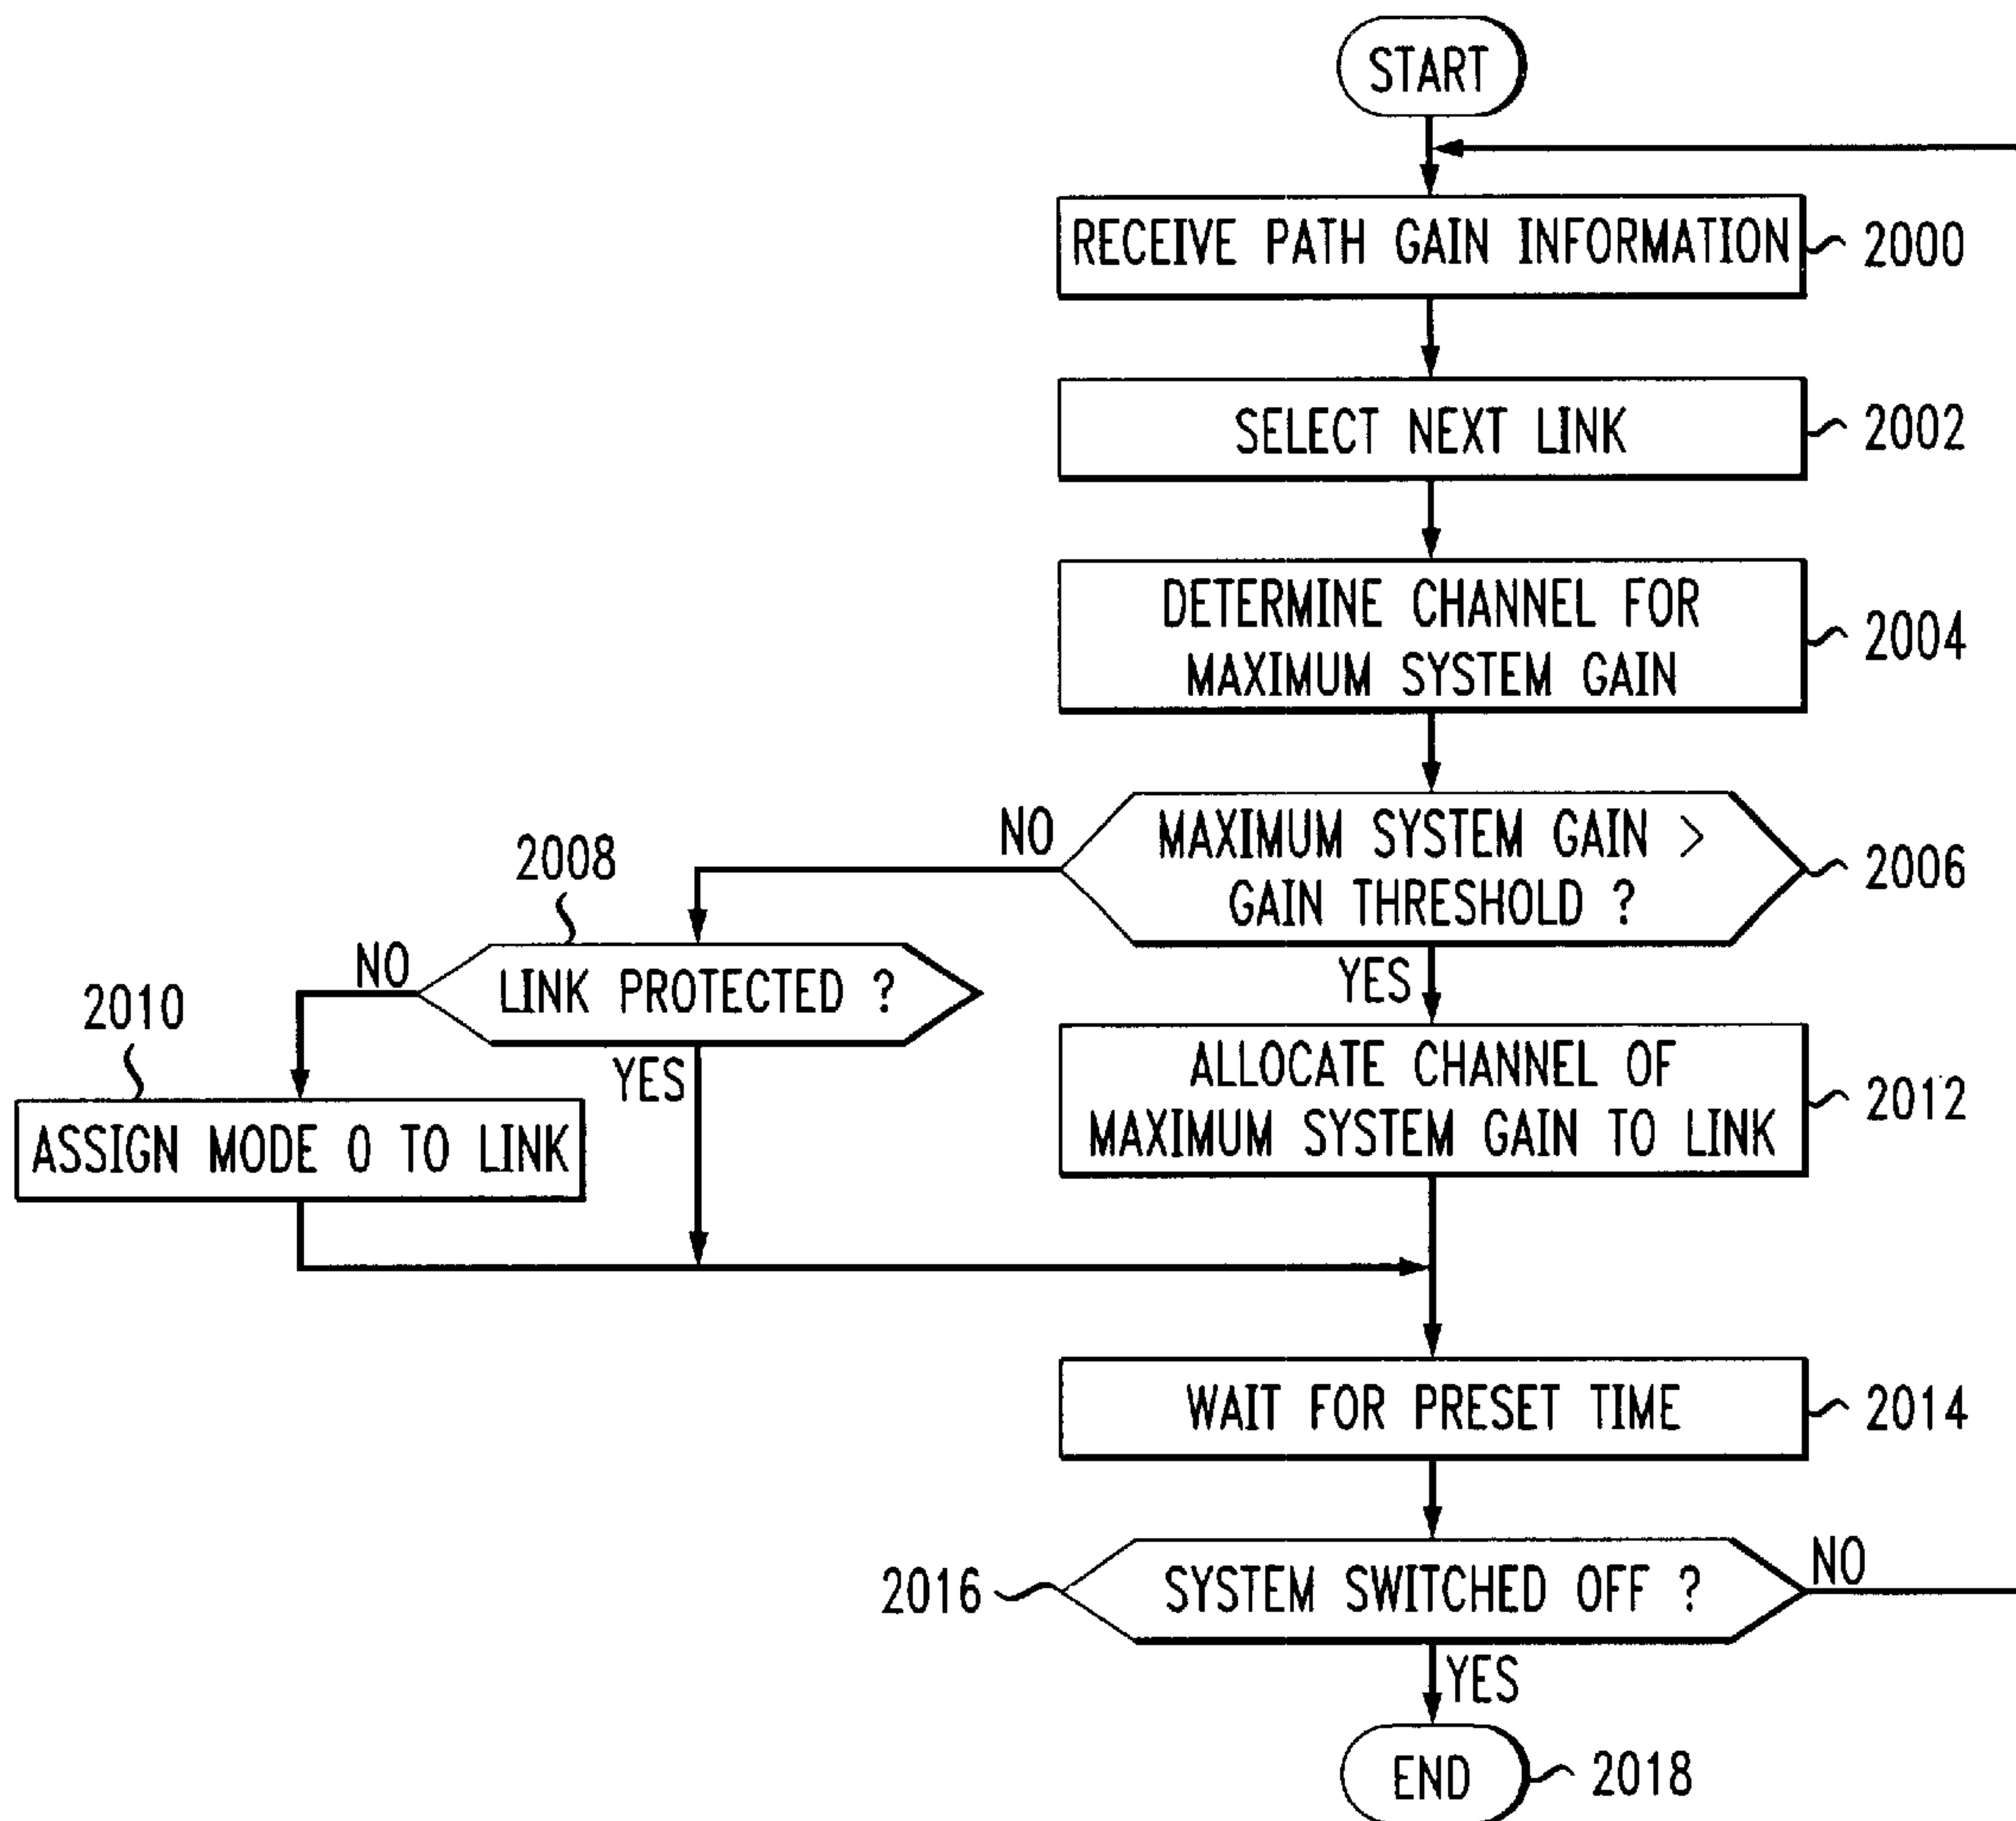 START
RECEIVE PATH GAIN INFORMATION
2000
SELECT NEXT LINK
2002
DETERMINE CHANNEL FOR
MAXIMUM SYSTEM GAIN
2004
MAXIMUM SYSTEM GAIN >
GAIN THRESHOLD ?
2006
NO
YES
2008
LINK PROTECTED ?
NO
YES
2010
ASSIGN MODE 0 TO LINK
ALLOCATE CHANNEL OF
MAXIMUM SYSTEM GAIN TO LINK
2012
WAIT FOR PRESET TIME
2014
2016
SYSTEM SWITCHED OFF ?
NO
YES
END
2018